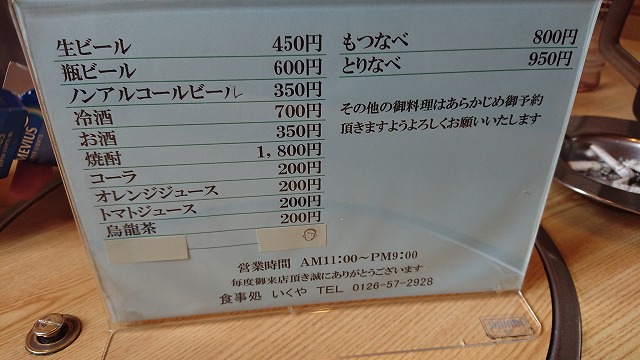 生ビール 450円
瓶ビール 600円
ノンアルコールビール 350円
冷酒 700円
お酒 350円
焼酎 1,800円
コーラ 200円
オレンジジュース 200円
トマトジュース 200円
烏龍茶 200円
もつなべ 800円
とりなべ 950円
その他の御料理はあらかじめ御予約
頂きますようよろしくお願いいたします
営業時間 AM11:00～PM9:00
毎度御来店頂き誠にありがとうございます
食事処 いくや TEL 0126-57-2928
MEVIUS